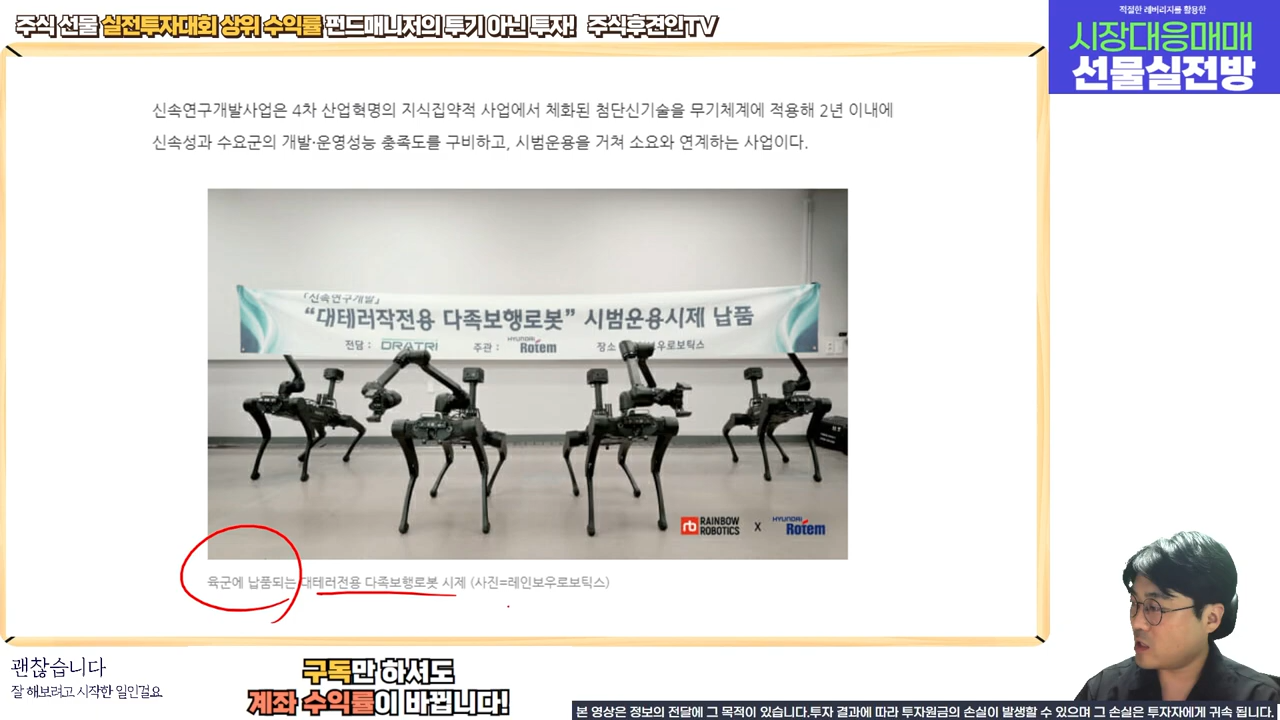 주식 선물 실전투자대회 상위 수익률 펀드매니저의 투기 아닌 투자! 주식후견인TV
적절한 레버리지를 활용한
시장대응매매
선물실전방
신속연구개발사업은 4차 산업혁명의 지식집약적 사업에서 체화된 첨단신기술을 무기체계에 적용해 2년 이내에
신속성과 수요군의 개발·운영성능 충족도를 구비하고, 시범운용을 거쳐 소요와 연계하는 사업이다.
「신속연구개발」
“대테러작전용 다족보행로봇” 시범운용시제 납품
전담 : DRATRI 주관 : HYUNDAI Rotem 장소 우로보틱스
rb RAINBOW ROBOTICS X HYUNDAI Rotem
육군에 납품되는 대테러전용 다족보행로봇 시제 (사진=레인보우로보틱스)
괜찮습니다
잘 해보려고 시작한 일인걸요
구독만 하셔도
계좌 수익률이 바뀝니다!
본 영상은 정보의 전달에 그 목적이 있습니다.투자 결과에 따라 투자원금의 손실이 발생할 수 있으며 그 손실은 투자자에게 귀속 됩니다.